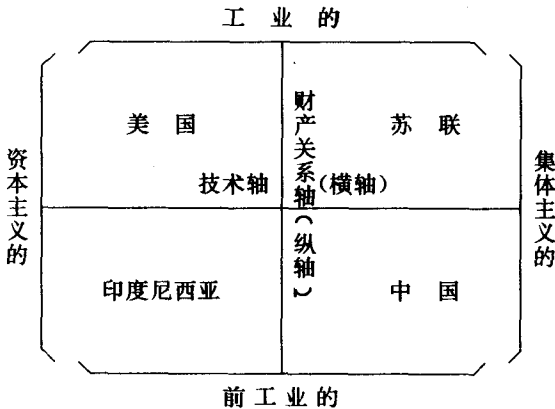 工业的
美国
苏联
资本主义的
技术轴
财产关系轴(纵轴)
(横轴)
集体主义的
印度尼西亚
中国
前工业的